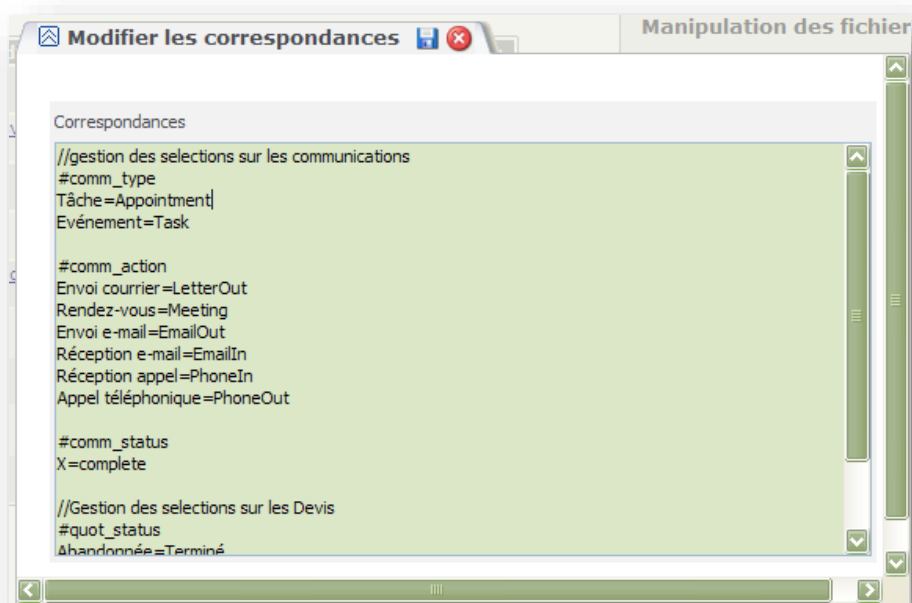 Modifier les correspondances
Manipulation des fichier
Correspondances
//gestion des selections sur les communications
#comm_type
Tâche=Appointment
Evénement=Task
#comm_action
Envoi courrier=LetterOut
Rendez-vous=Meeting
Envoi e-mail=EmailOut
Réception e-mail=EmailIn
Réception appel=PhoneIn
Appel téléphonique=PhoneOut
#comm_status
X=complete
//Gestion des selections sur les Devis
#quot_status
Abandonnée=Terminé